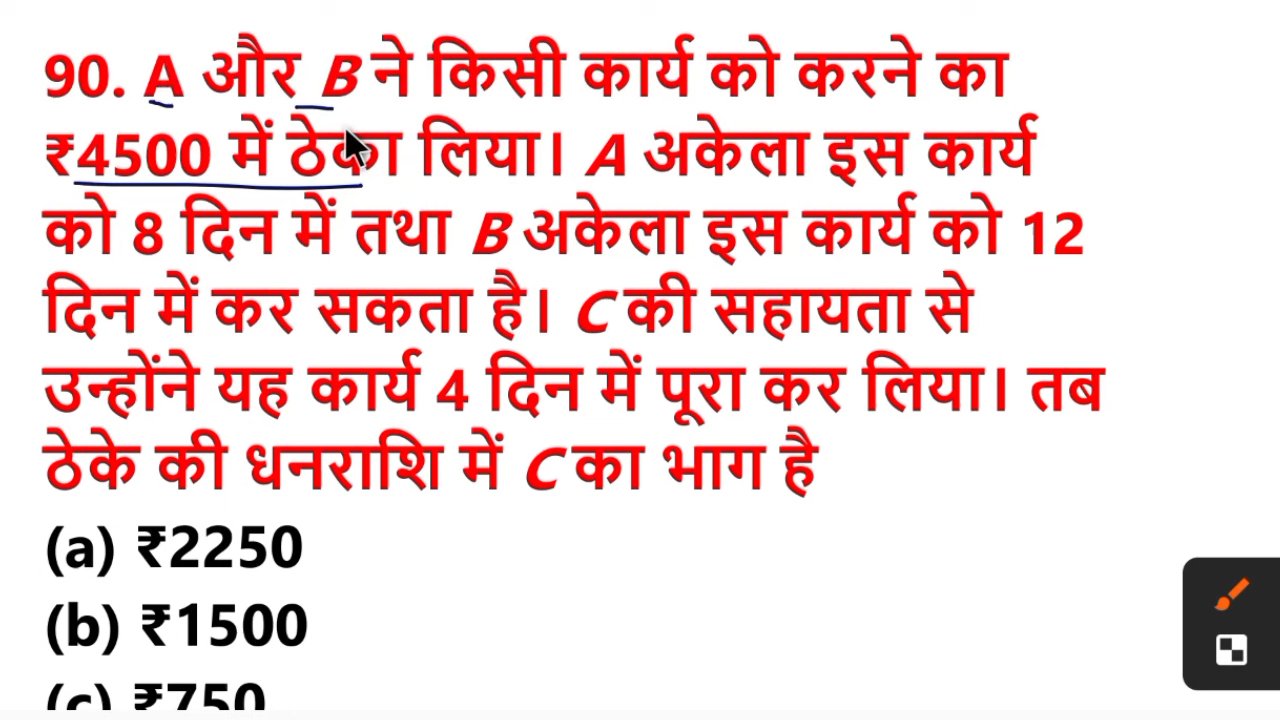 90. A और B ने किसी कार्य को करने का
₹4500 में ठेका लिया। A अकेला इस कार्य
को 8 दिन में तथा B अकेला इस कार्य को 12
दिन में कर सकता है। C की सहायता से
उन्होंने यह कार्य 4 दिन में पूरा कर लिया। तब
ठेके की धनराशि में C का भाग है
(a) ₹2250
(b) ₹1500
(c) ₹750